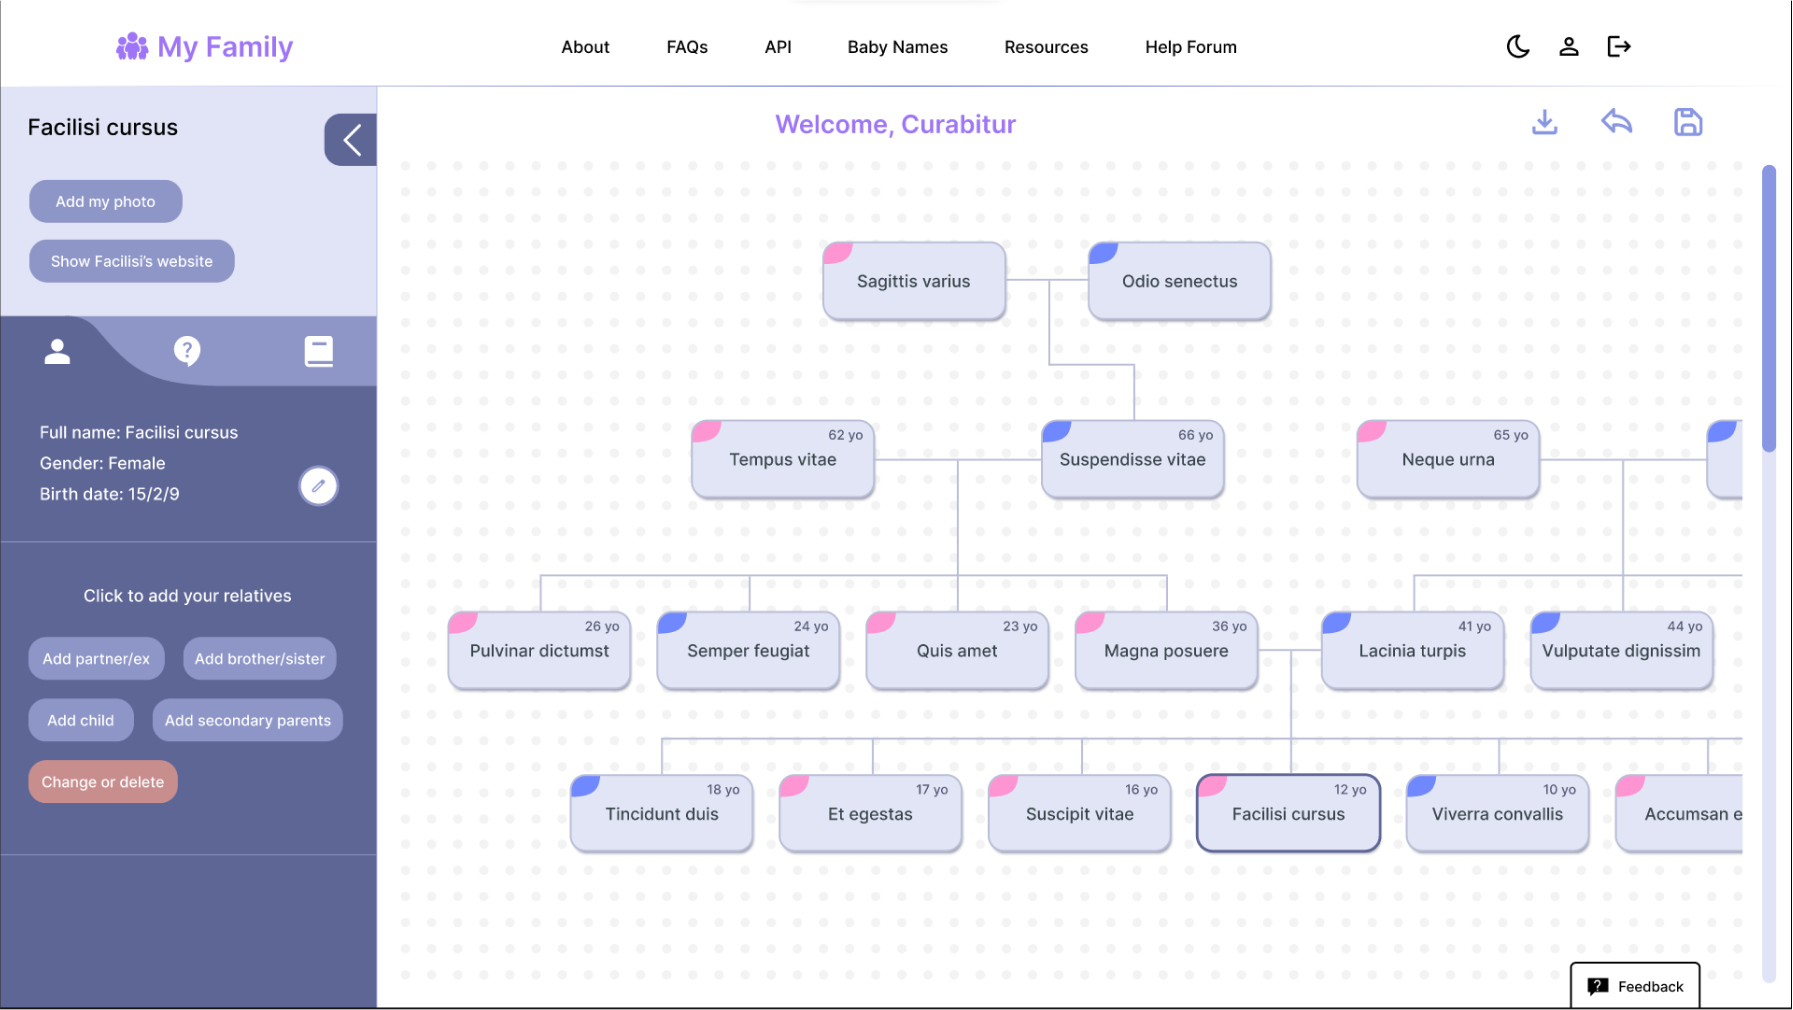 My Family
About
FAQs
API
Baby Names
Resources
Help Forum
Facilisi cursus
Add my photo
Show Facilisi's website
Full name: Facilisi cursus
Gender: Female
Birth date: 15/2/9
Click to add your relatives
Add partner/ex
Add brother/sister
Add child
Add secondary parents
Change or delete
Welcome, Curabitur
Sagittis varius
Odio senectus
62 yo
Tempus vitae
66 yo
Suspendisse vitae
65 yo
Neque urna
26 yo
Pulvinar dictumst
24 yo
Semper feugiat
23 yo
Quis amet
36 yo
Magna posuere
41 yo
Lacinia turpis
44 yo
Vulputate dignissim
18 yo
Tincidunt duis
17 yo
Et egestas
16 yo
Suscipit vitae
12 yo
Facilisi cursus
10 yo
Viverra convallis
Accumsan e
Feedback